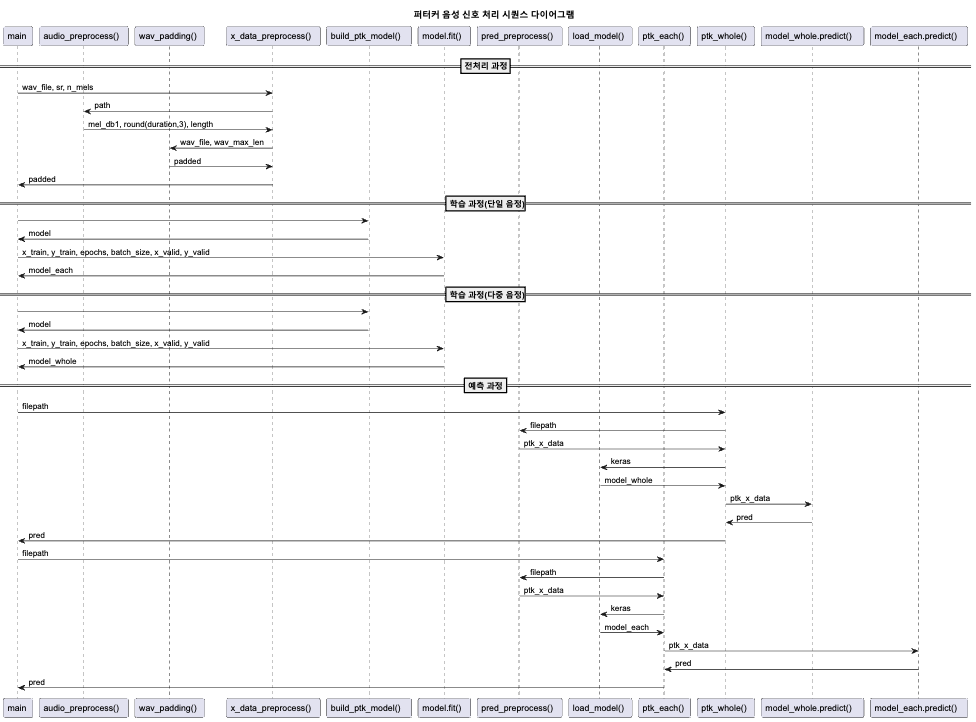 퍼터커 음성 신호 처리 시퀀스 다이어그램
main audio_preprocess() wav_padding() x_data_preprocess() build_ptk_model() model.fit() pred_preprocess() load_model() ptk_each() ptk_whole() model_whole.predict() model_each.predict()
전처리 과정
wav_file, sr, n_mels
path
mel_db1, round(duration,3), length
wav_file, wav_max_len
padded
padded
학습 과정(단일 음정)
model
x_train, y_train, epochs, batch_size, x_valid, y_valid
model_each
학습 과정(다중 음정)
model
x_train, y_train, epochs, batch_size, x_valid, y_valid
model_whole
예측 과정
filepath
filepath
ptk_x_data
keras
model_whole
ptk_x_data
pred
pred
filepath
filepath
ptk_x_data
keras
model_each
ptk_x_data
pred
pred
main audio_preprocess() wav_padding() x_data_preprocess() build_ptk_model() model.fit() pred_preprocess() load_model() ptk_each() ptk_whole() model_whole.predict() model_each.predict()